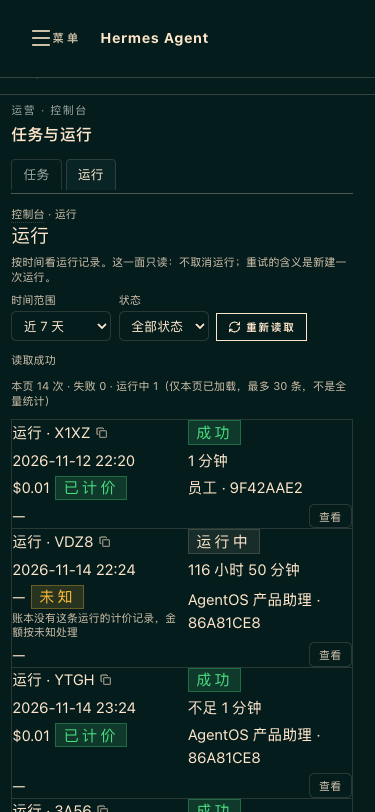 菜单 Hermes Agent
运营 · 控制台
任务与运行
任务 运行
控制台 · 运行
运行
按时间看运行记录。这一面只读：不取消运行；重试的含义是新建一
次运行。
时间范围 状态
近 7 天 全部状态 重新读取
读取成功
本页 14 次 · 失败 0 · 运行中 1（仅本页已加载，最多 30 条，不是全
量统计）
运行 · X1XZ 成功
2026-11-12 22:20 1 分钟
$0.01 已计价 员工 · 9F42AAE2
— 查看
运行 · VDZ8 运行中
2026-11-14 22:24 116 小时 50 分钟
— 未知 AgentOS 产品助理 ·
86A81CE8
账本没有这条运行的计价记录，金
额按未知处理
— 查看
运行 · YTGH 成功
2026-11-14 23:24 不足 1 分钟
$0.01 已计价 AgentOS 产品助理 ·
86A81CE8
— 查看
运行 · 3A56 成功